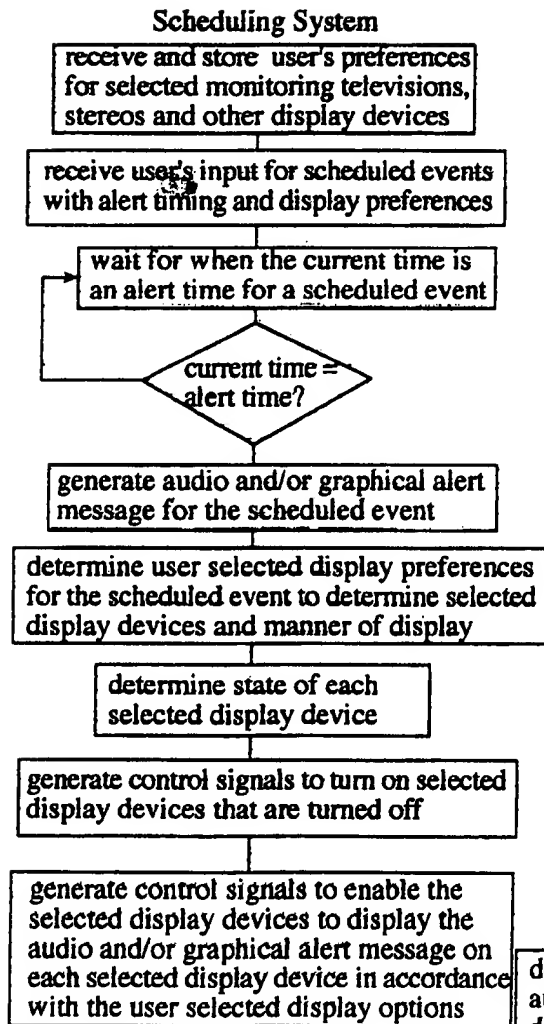 Scheduling System
receive and store user's preferences
for selected monitoring televisions,
stereos and other display devices
receive user's input for scheduled events
with alert timing and display preferences
wait for when the current time is
an alert time for a scheduled event
current time =
alert time?
generate audio and/or graphical alert
message for the scheduled event
determine user selected display preferences
for the scheduled event to determine selected
display devices and manner of display
determine state of each
selected display device
generate control signals to turn on selected
display devices that are turned off
generate control signals to enable the
selected display devices to display the
audio and/or graphical alert message on
each selected display device in accordance
with the user selected display options